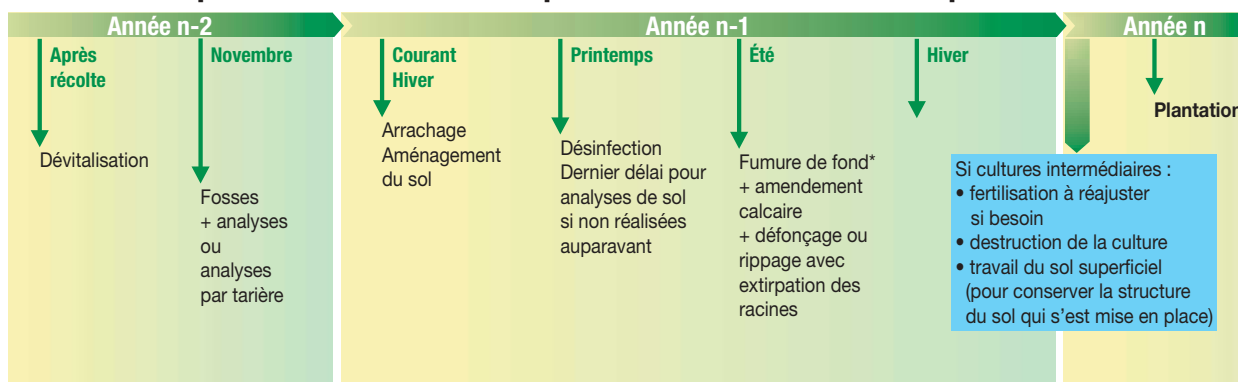 Année n-2
Année n-1
Année n
Après
récolte
Novembre
Courant
Hiver
Printemps
Été
Hiver
Dévitalisation
Fosses
+ analyses
ou
analyses
par tarière
Arrachage
Aménagement
du sol
Désinfection
Dernier délai pour
analyses de sol
si non réalisées
auparavant
Fumure de fond*
+ amendement
calcaire
+ défonçage ou
rippage avec
extirpation des
racines
Plantation
Si cultures intermédiaires :
• fertilisation à réajuster
si besoin
• destruction de la culture
• travail du sol superficiel
(pour conserver la structure
du sol qui s'est mise en place)